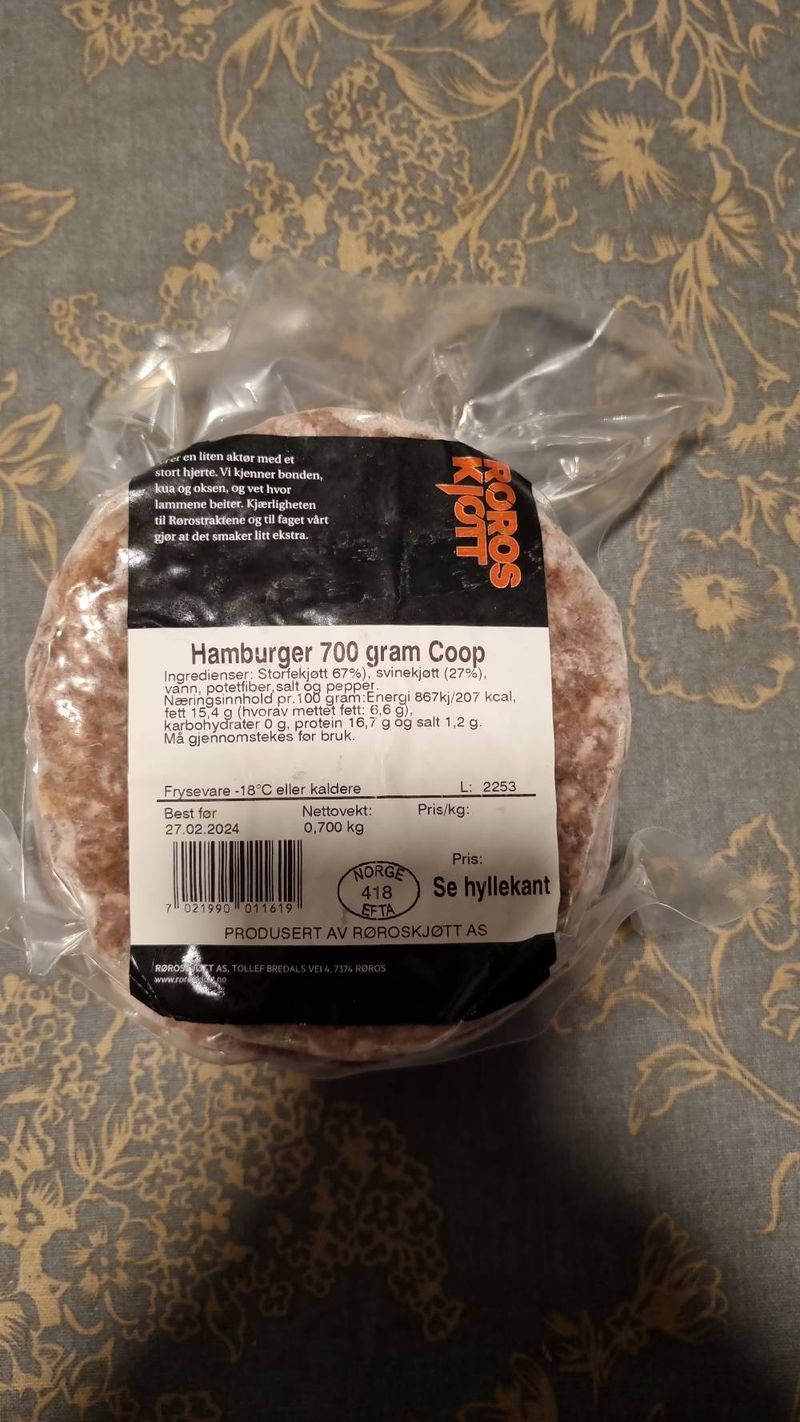 er en liten aktør med et
stort hjerte. Vi kjenner bonden,
kua og oksen, og vet hvor
lammene beiter. Kjærligheten
til Rørostraktene og til faget vårt
gjør at det smaker litt ekstra.
RØROS
KJØTT
Hamburger 700 gram Coop
Ingredienser: Storfekjøtt 67%), svinekjøtt (27%),
vann, potetfiber,salt og pepper.
Næringsinnhold pr.100 gram:Energi 867kj/207 kcal,
fett 15,4 g (hvorav mettet fett: 6,6 g),
karbohydrater 0 g, protein 16,7 g og salt 1,2 g.
Må gjennomstekes før bruk.
Frysevare -18°C eller kaldere L: 2253
Best før Nettovekt: Pris/kg:
27.02.2024 0,700 kg
Pris:
NORGE
418
EFTA
Se hyllekant
7 021990 011619
PRODUSERT AV RØROSKJØTT AS
RØROSKJØTT AS, TOLLEF BREDALS VEI 4, 7374 RØROS